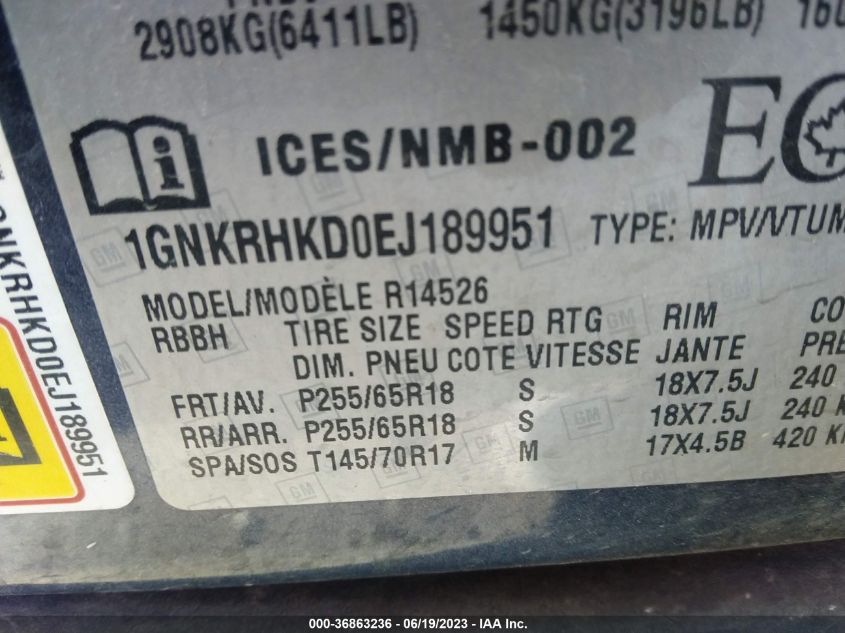 2908KG(6411LB) 1450KG(3196LB)
ICES/NMB-002
1GNKRHKD0EJ189951 TYPE: MPV/VTUM
MODEL/MODÈLE R14526
RBBH TIRE SIZE SPEED RTG RIM
DIM. PNEU COTE VITESSE JANTE
FRT/AV. P255/65R18 S 18X7.5J 240
RR/ARR. P255/65R18 S 18X7.5J 240
SPA/SOS T145/70R17 M 17X4.5B 420
GNKRHKD0EJ189951
GM
000-36863236 - 06/19/2023 - IAA Inc.